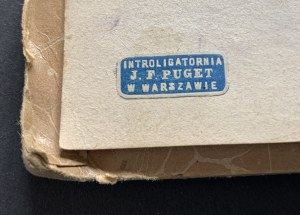 INTROLIGATORNIA
J. F. PUGET
W WARSZAWIE